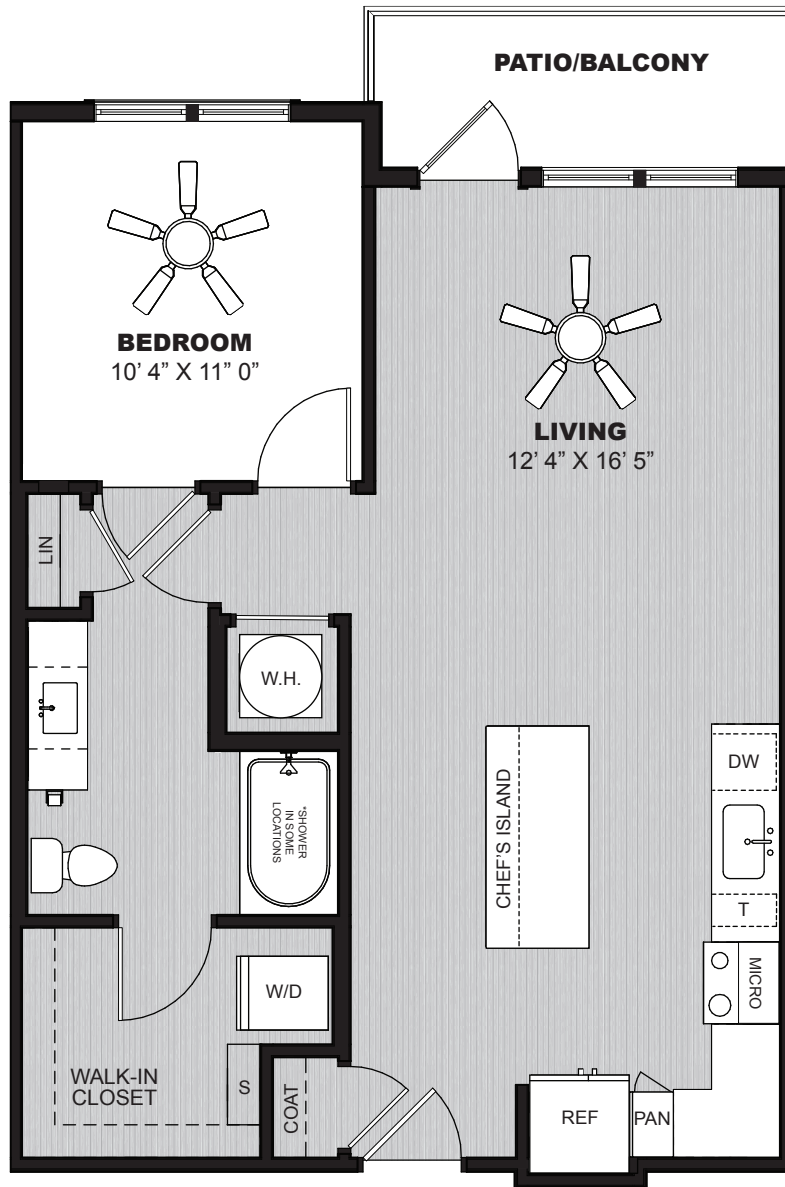 PATIO/BALCONY
BEDROOM
10’ 4” X 11” 0”
LIVING
12’ 4” X 16’ 5”
LIN
W.H.
*SHOWER
IN SOME
LOCATIONS
CHEF'S ISLAND
DW
T
MICRO
W/D
WALK-IN
CLOSET
S
COAT
REF
PAN